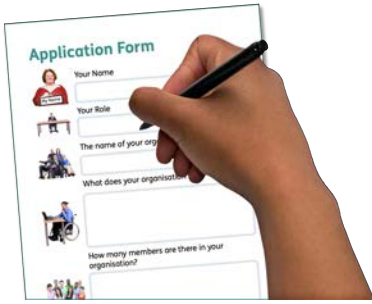 Application Form
Your Name
My Name
Your Role
The name of your
What does your organisation
How many members are there in your
organisation?